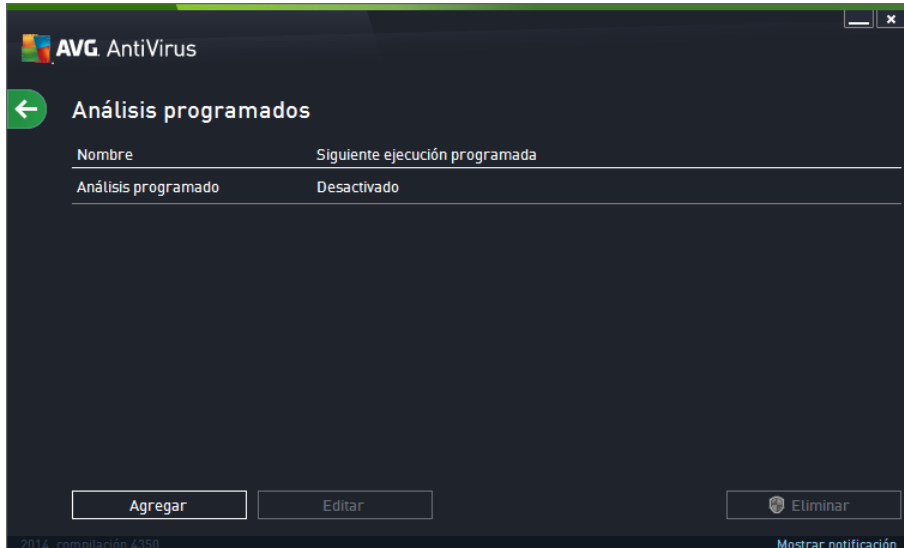 AVG. AntiVirus
Análisis programados
Nombre Siguiente ejecución programada
Análisis programado Desactivado
Agregar Editar Eliminar
2014 compilación 4350 Mostrar notificación